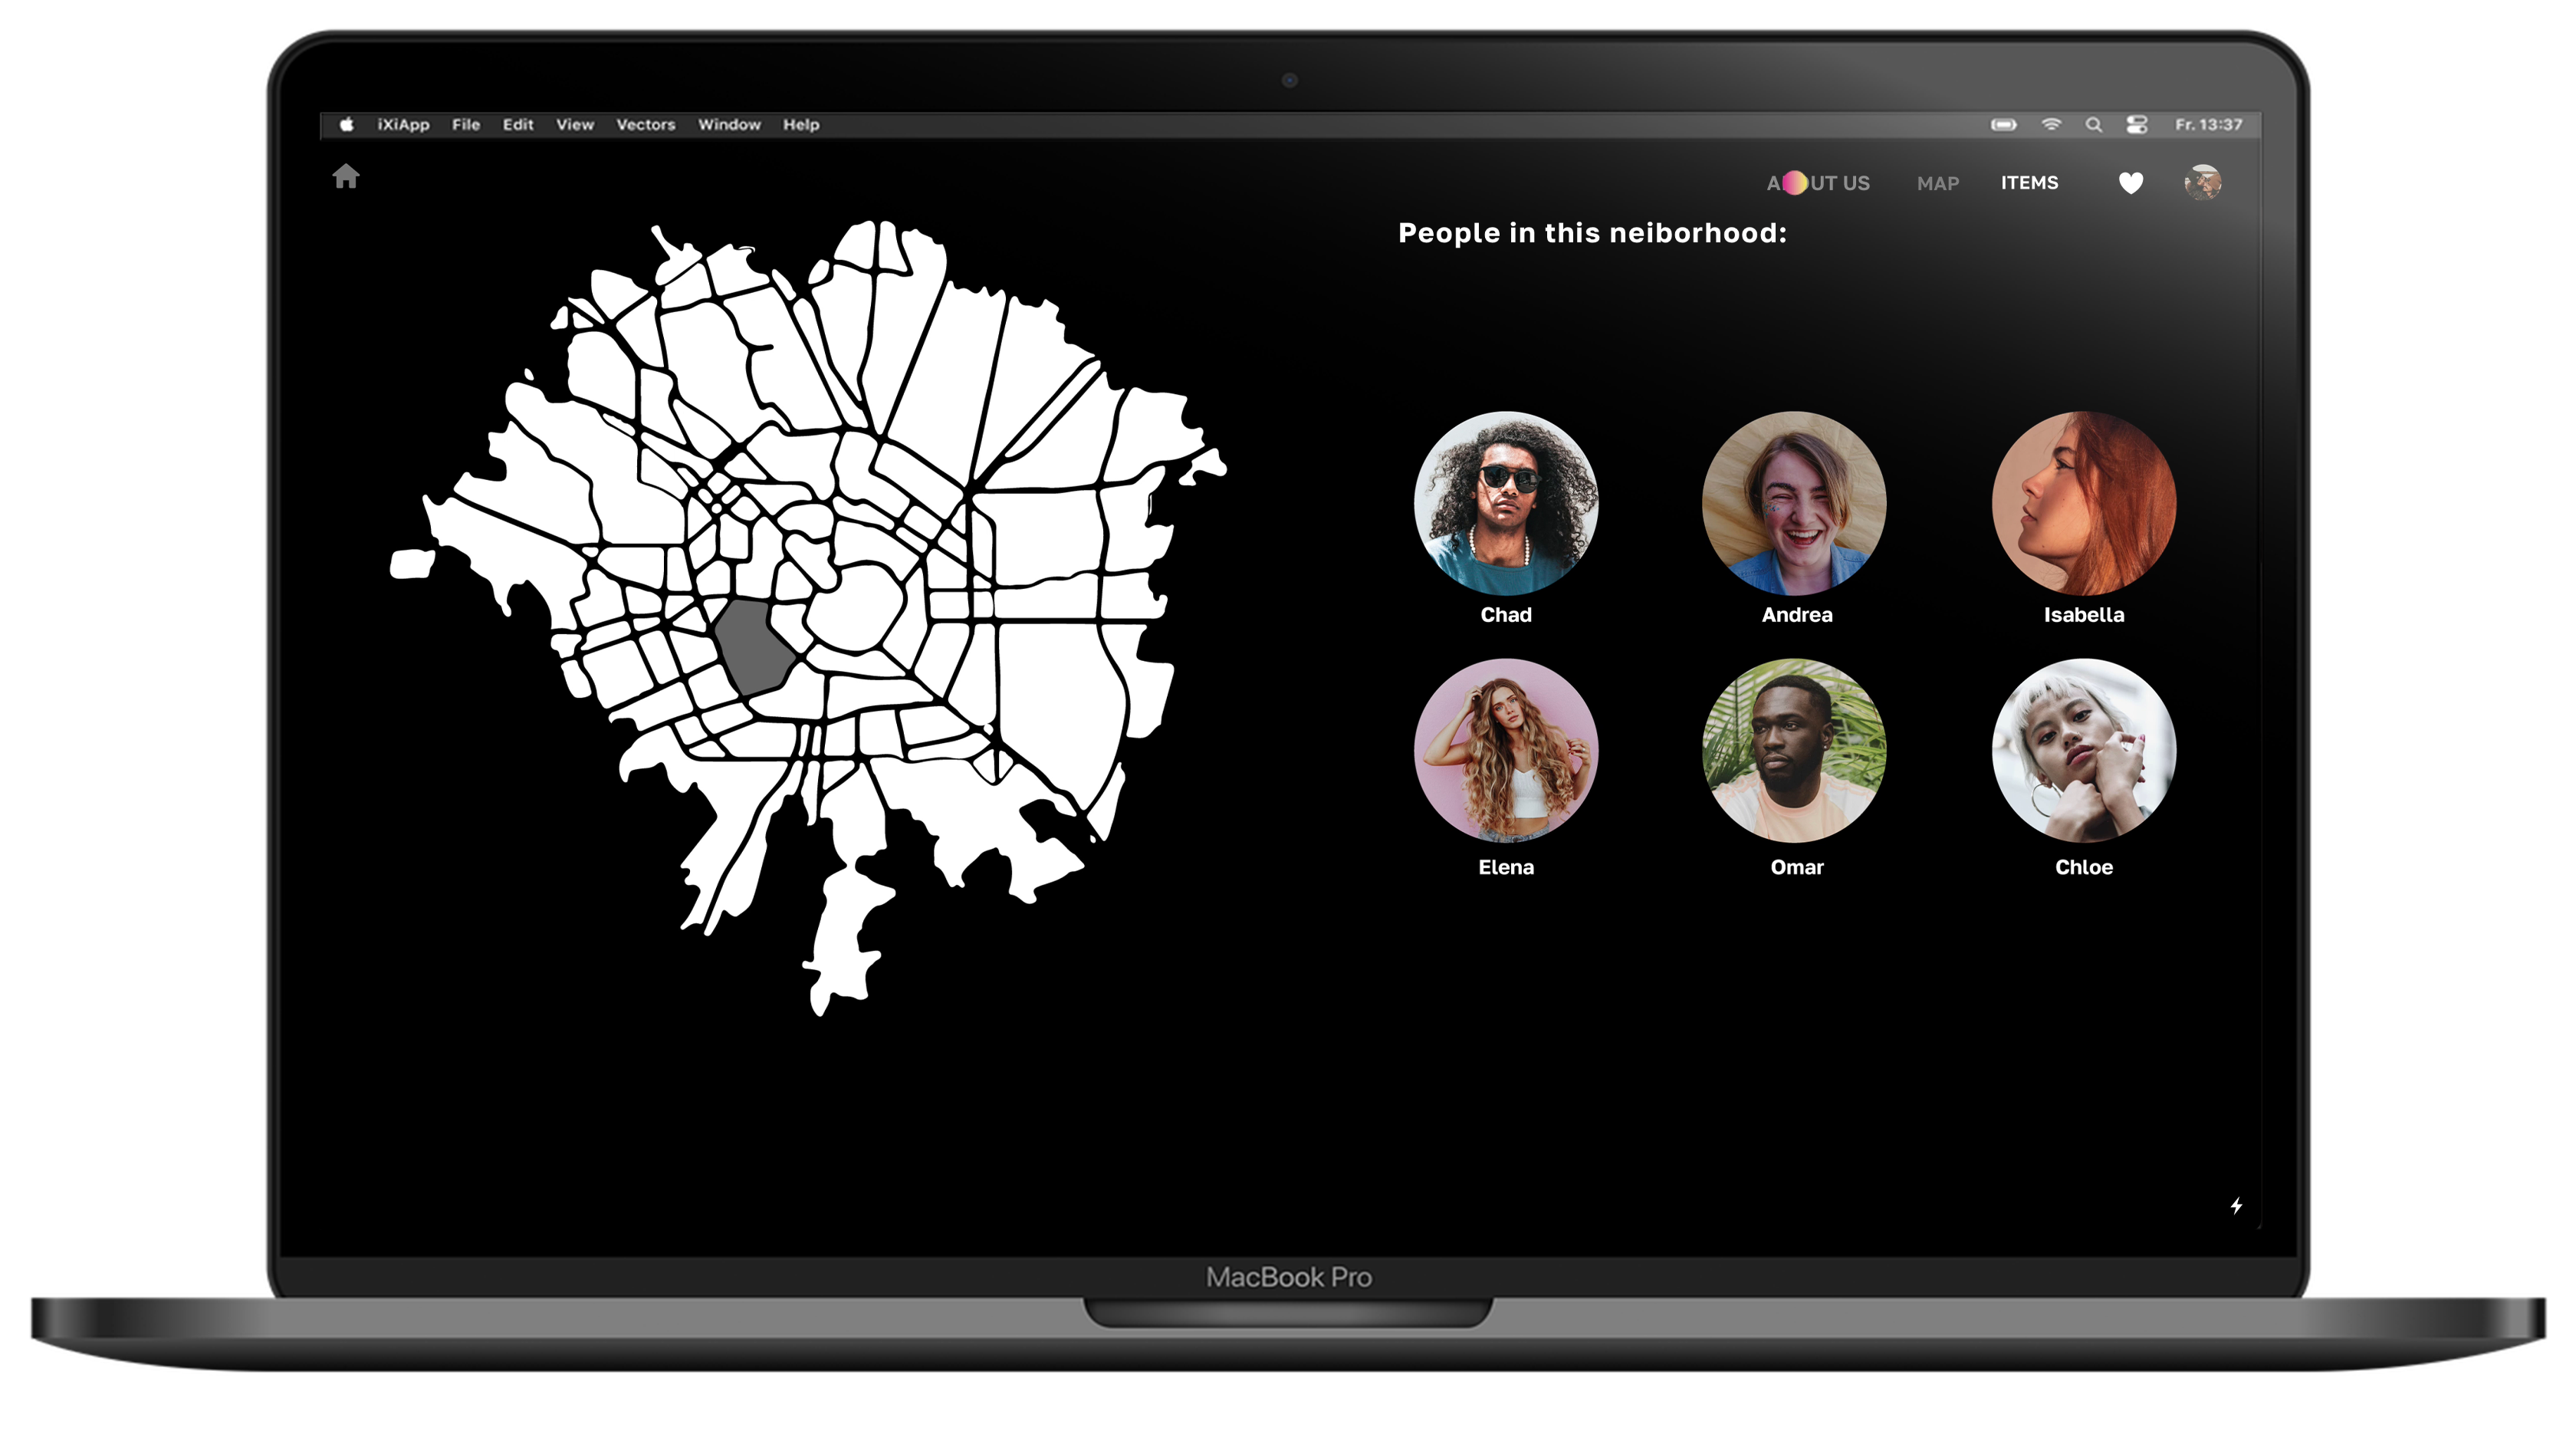 iXiApp File Edit View Vectors Window Help Fr. 13:37
A UT US MAP ITEMS
People in this neiborhood:
Chad Andrea Isabella
Elena Omar Chloe
MacBook Pro